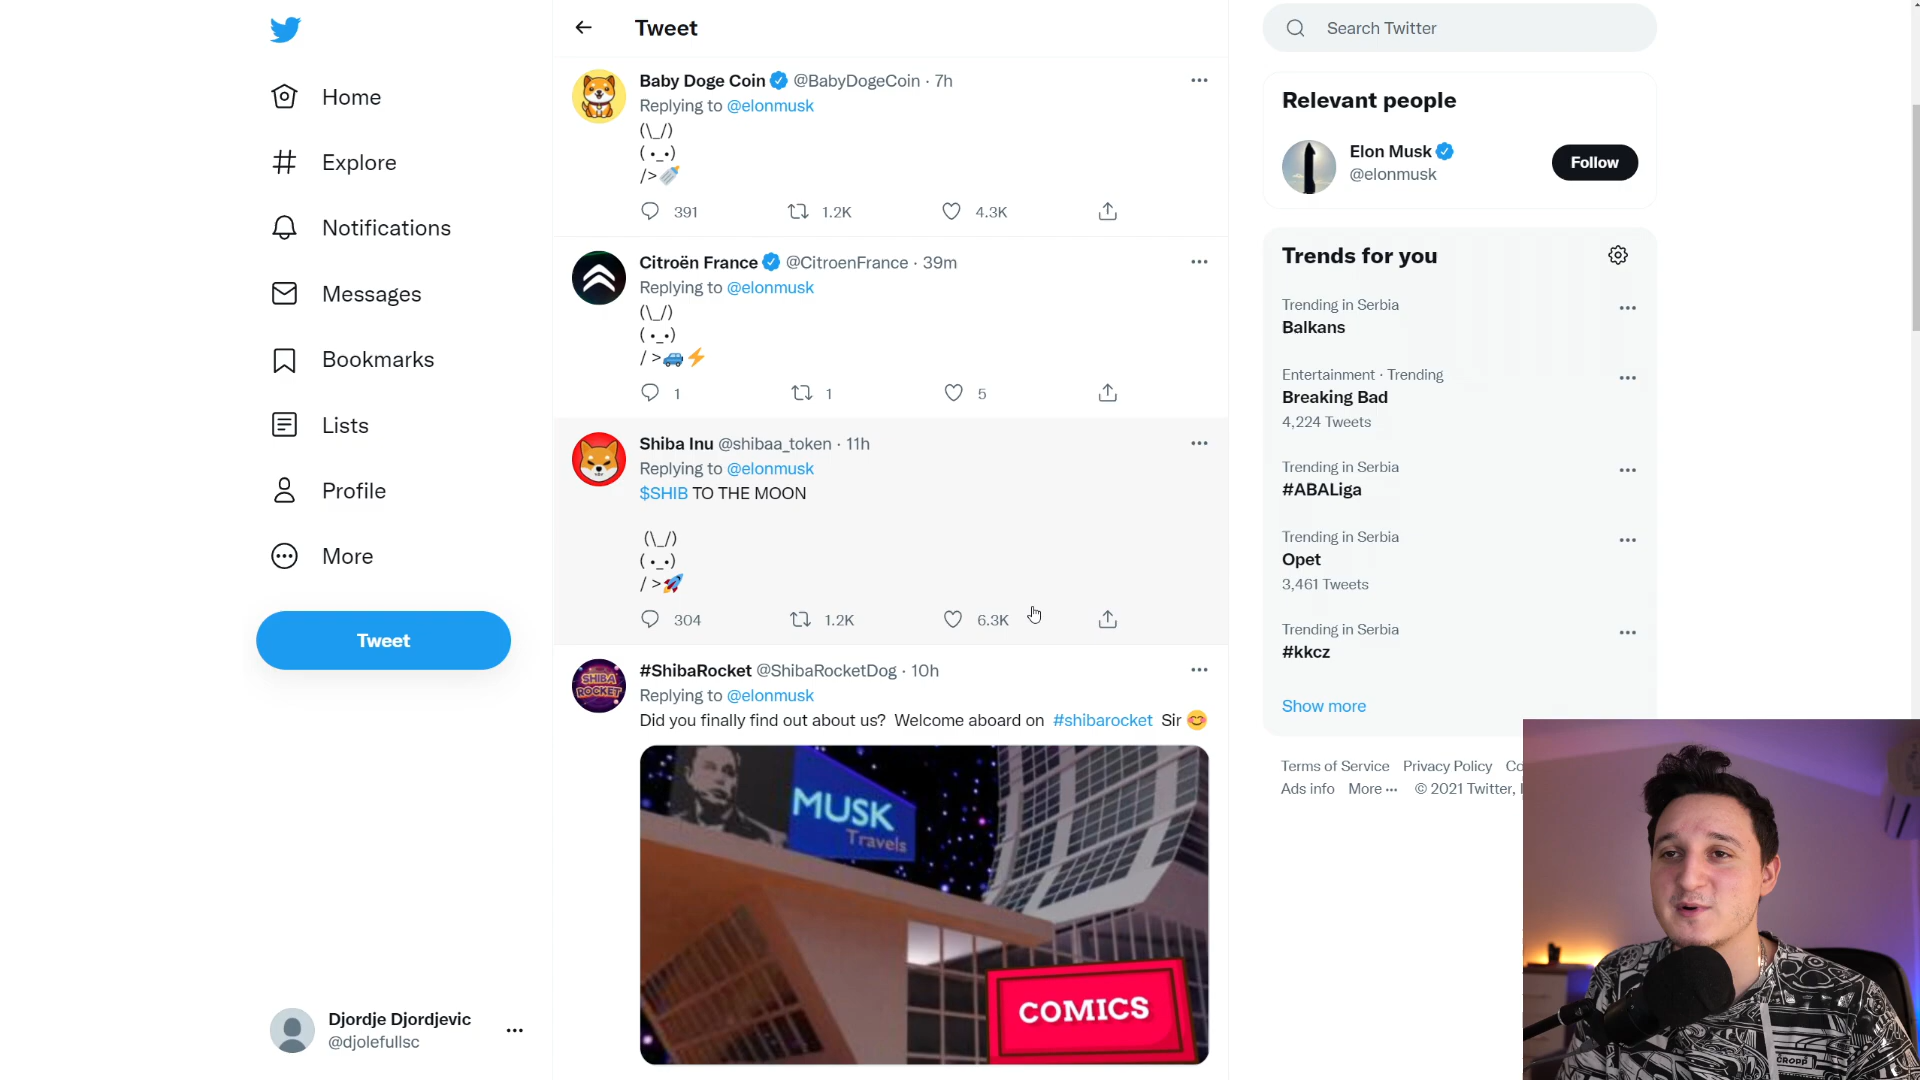 Home
Explore
Notifications
Messages
Bookmarks
Lists
Profile
More
Tweet
Djordje Djordjevic
@djolefullsc
Tweet
Baby Doge Coin @BabyDogeCoin · 7h
Replying to @elonmusk
(\_/)
( •_•)
/>🍼
391 1.2K 4.3K
Citroën France @CitroenFrance · 39m
Replying to @elonmusk
(\_/)
( •_•)
/ >🚙⚡
1 1 5
Shiba Inu @shibaa_token · 11h
Replying to @elonmusk
$SHIB TO THE MOON
(\_/)
( •_•)
/ >🚀
304 1.2K 6.3K
#ShibaRocket @ShibaRocketDog · 10h
Replying to @elonmusk
Did you finally find out about us? Welcome aboard on #shibarocket Sir 😊
SHIBA
ROCKET
MUSK
Travels
COMICS
Search Twitter
Relevant people
Elon Musk
@elonmusk
Follow
Trends for you
Trending in Serbia
Balkans
Entertainment · Trending
Breaking Bad
4,224 Tweets
Trending in Serbia
#ABALiga
Trending in Serbia
Opet
3,461 Tweets
Trending in Serbia
#kkcz
Show more
Terms of Service Privacy Policy Co
Ads info More ··· © 2021 Twitter, I
CROPP